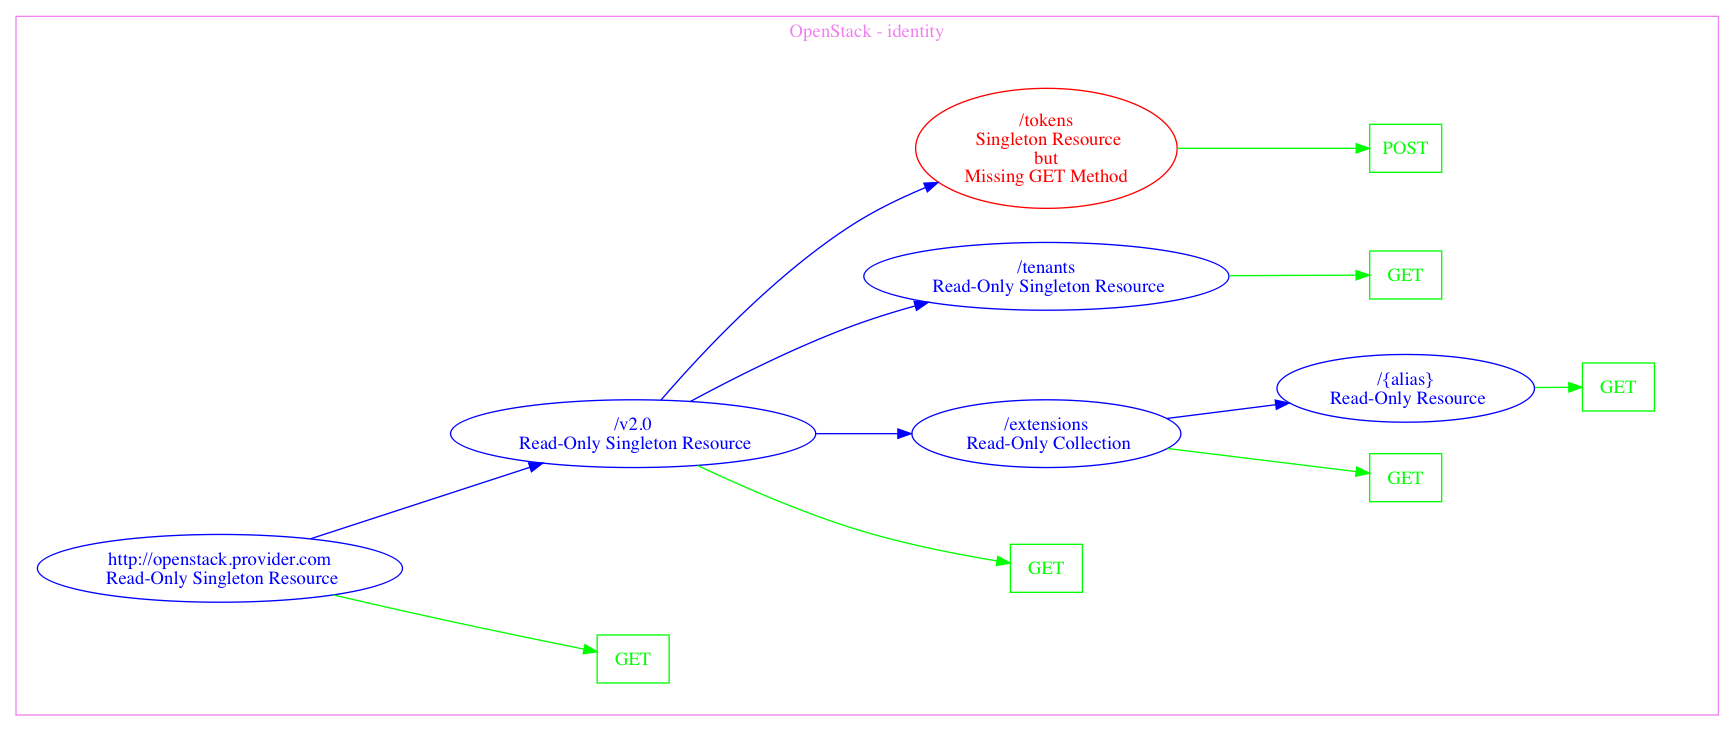 OpenStack - identity
/tokens
Singleton Resource
but
Missing GET Method
POST
/tenants
Read-Only Singleton Resource
GET
/{alias}
Read-Only Resource
GET
/v2.0
Read-Only Singleton Resource
/extensions
Read-Only Collection
GET
http://openstack.provider.com
Read-Only Singleton Resource
GET
GET